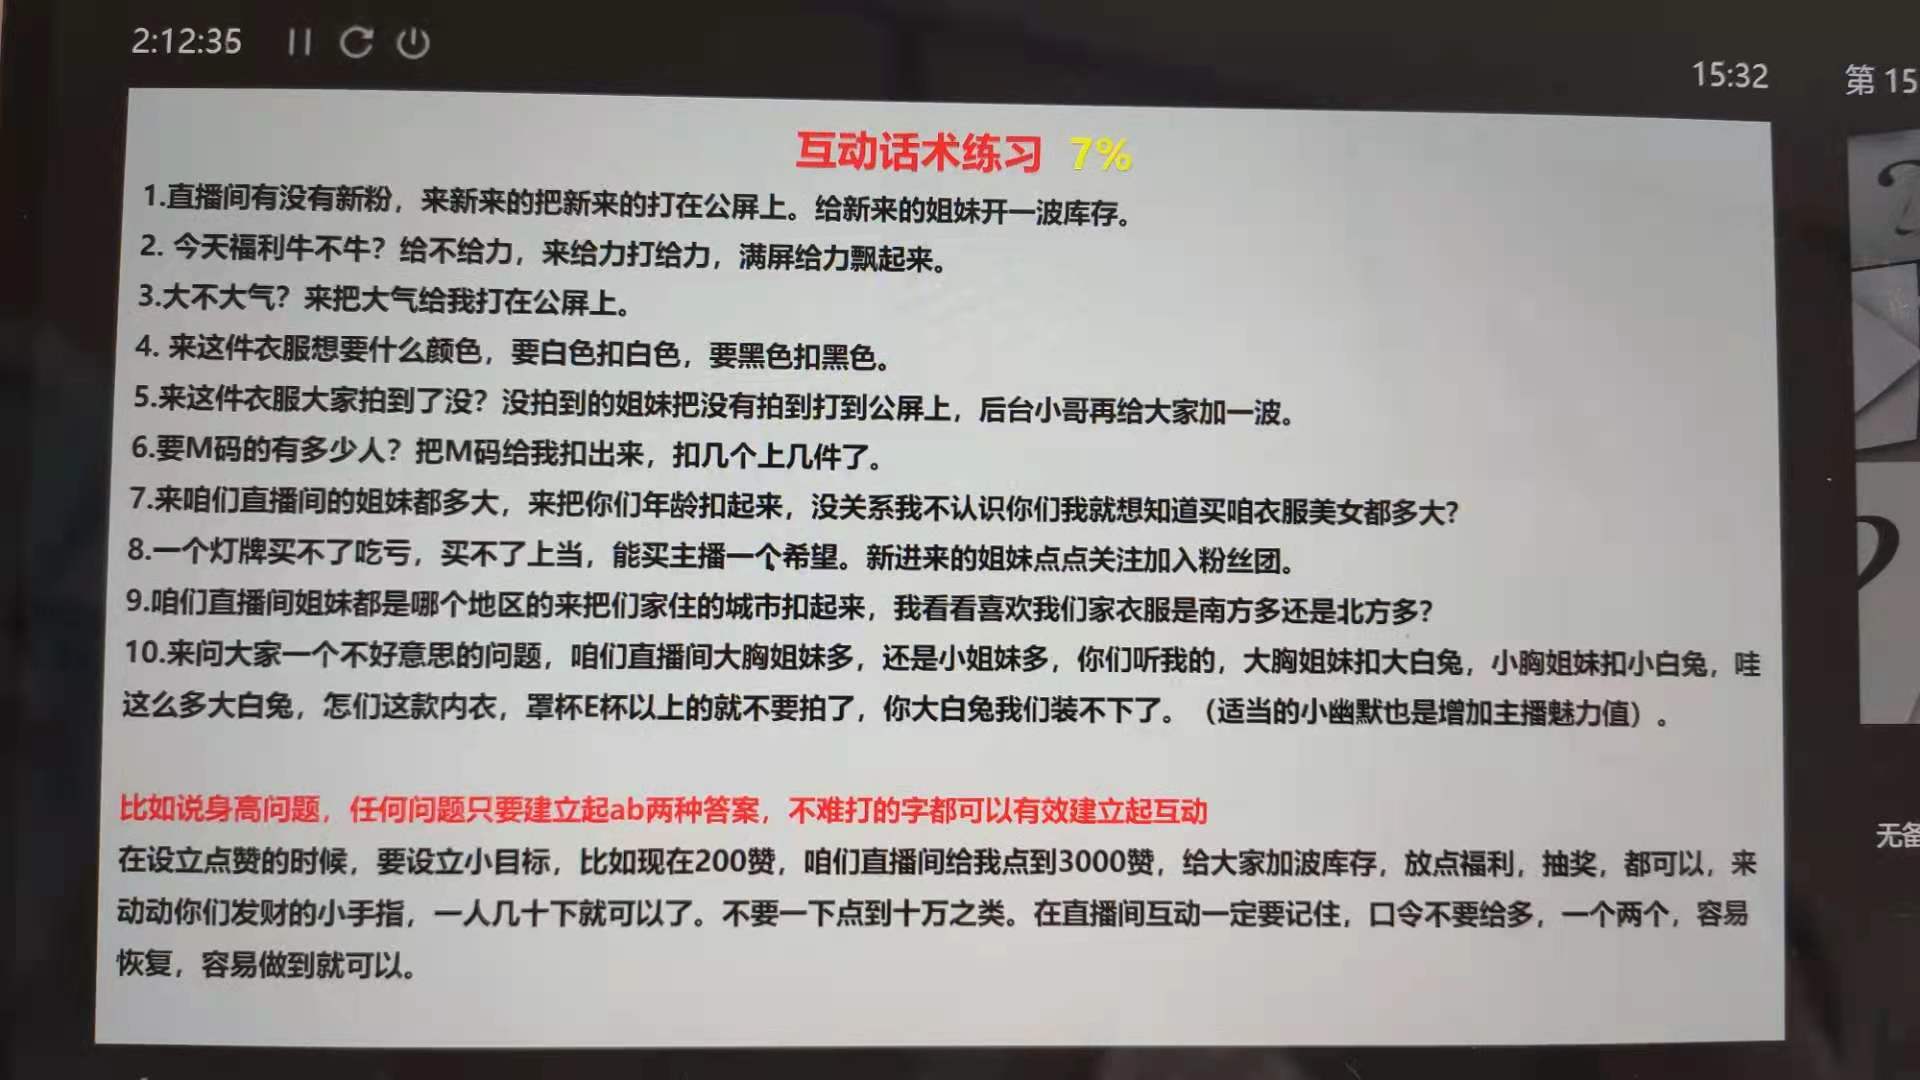 2:12:35
15:32
第 15
互动话术练习 7%
1.直播间有没有新粉，来新来的把新来的打在公屏上。给新来的姐妹开一波库存。
2. 今天福利牛不牛？给不给力，来给力打给力，满屏给力飘起来。
3.大不大气？来把大气给我打在公屏上。
4. 来这件衣服想要什么颜色，要白色扣白色，要黑色扣黑色。
5.来这件衣服大家拍到了没？没拍到的姐妹把没有拍到打到公屏上，后台小哥再给大家加一波。
6.要M码的有多少人？把M码给我扣出来，扣几个上几件了。
7.来咱们直播间的姐妹都多大，来把你们年龄扣起来，没关系我不认识你们我就想知道买咱衣服美女都多大？
8.一个灯牌买不了吃亏，买不了上当，能买主播一个希望。新进来的姐妹点点关注加入粉丝团。
9.咱们直播间姐妹都是哪个地区的来把们家住的城市扣起来，我看看喜欢我们家衣服是南方多还是北方多？
10.来问大家一个不好意思的问题，咱们直播间大胸姐妹多，还是小姐妹多，你们听我的，大胸姐妹扣大白兔，小胸姐妹扣小白兔，哇
这么多大白兔，怎们这款内衣，罩杯E杯以上的就不要拍了，你大白兔我们装不下了。（适当的小幽默也是增加主播魅力值）。
比如说身高问题，任何问题只要建立起ab两种答案，不难打的字都可以有效建立起互动
在设立点赞的时候，要设立小目标，比如现在200赞，咱们直播间给我点到3000赞，给大家加波库存，放点福利，抽奖，都可以，来
动动你们发财的小手指，一人几十下就可以了。不要一下点到十万之类。在直播间互动一定要记住，口令不要给多，一个两个，容易
恢复，容易做到就可以。
无备